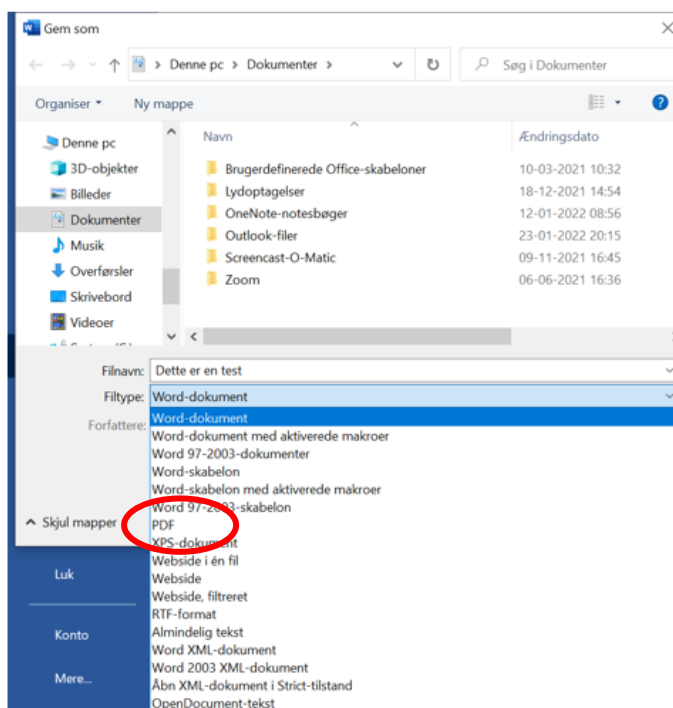 Gem som
Denne pc > Dokumenter >
Søg i Dokumenter
Organiser
Ny mappe
Denne pc
3D-objekter
Billeder
Dokumenter
Musik
Overførsler
Skrivebord
Videoer
Navn
Ændringsdato
Brugerdefinerede Office-skabeloner 10-03-2021 10:32
Lydoptagelser 18-12-2021 14:54
OneNote-notesbøger 12-01-2022 08:56
Outlook-filer 23-01-2022 20:15
Screencast-O-Matic 09-11-2021 16:45
Zoom 06-06-2021 16:36
Filnavn: Dette er en test
Filtype: Word-dokument
Forfattere:
Word-dokument
Word-dokument med aktiverede makroer
Word 97-2003-dokumenter
Word-skabelon
Word-skabelon med aktiverede makroer
Word 97-2003-skabelon
PDF
XPS-dokument
Webside i én fil
Webside
Webside, filtreret
RTF-format
Almindelig tekst
Word XML-dokument
Word 2003 XML-dokument
Åbn XML-dokument i Strict-tilstand
OpenDocument-tekst
Skjul mapper
Luk
Konto
Mere...